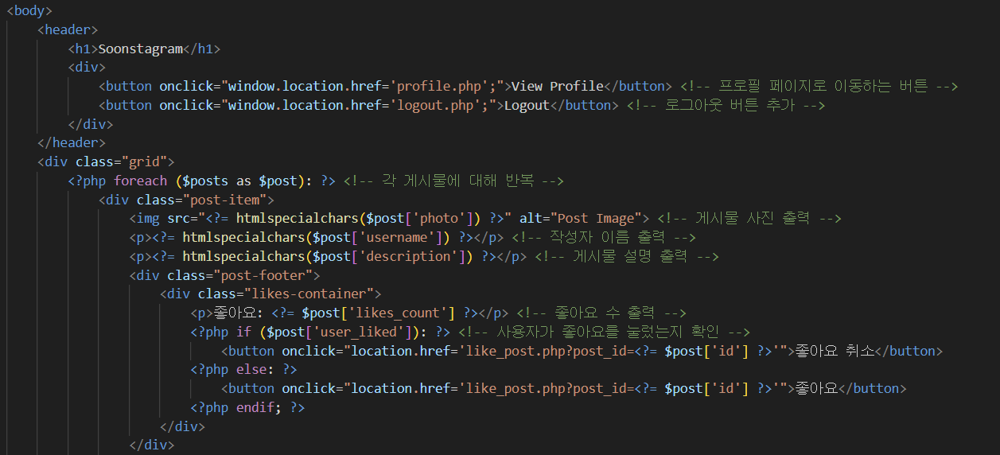 <body>
<header>
<h1>Soonstagram</h1>
<div>
<button onclick="window.location.href='profile.php';">View Profile</button> <!-- 프로필 페이지로 이동하는 버튼 -->
<button onclick="window.location.href='logout.php';">Logout</button> <!-- 로그아웃 버튼 추가 -->
</div>
</header>
<div class="grid">
<?php foreach ($posts as $post): ?> <!-- 각 게시물에 대해 반복 -->
<div class="post-item">
<img src="<?= htmlspecialchars($post['photo']) ?>" alt="Post Image"> <!-- 게시물 사진 출력 -->
<p><?= htmlspecialchars($post['username']) ?></p> <!-- 작성자 이름 출력 -->
<p><?= htmlspecialchars($post['description']) ?></p> <!-- 게시물 설명 출력 -->
<div class="post-footer">
<div class="likes-container">
<p>좋아요: <?= $post['likes_count'] ?></p> <!-- 좋아요 수 출력 -->
<?php if ($post['user_liked']): ?> <!-- 사용자가 좋아요를 눌렀는지 확인 -->
<button onclick="location.href='like_post.php?post_id=<?= $post['id'] ?>'">좋아요 취소</button>
<?php else: ?>
<button onclick="location.href='like_post.php?post_id=<?= $post['id'] ?>'">좋아요</button>
<?php endif; ?>
</div>
</div>